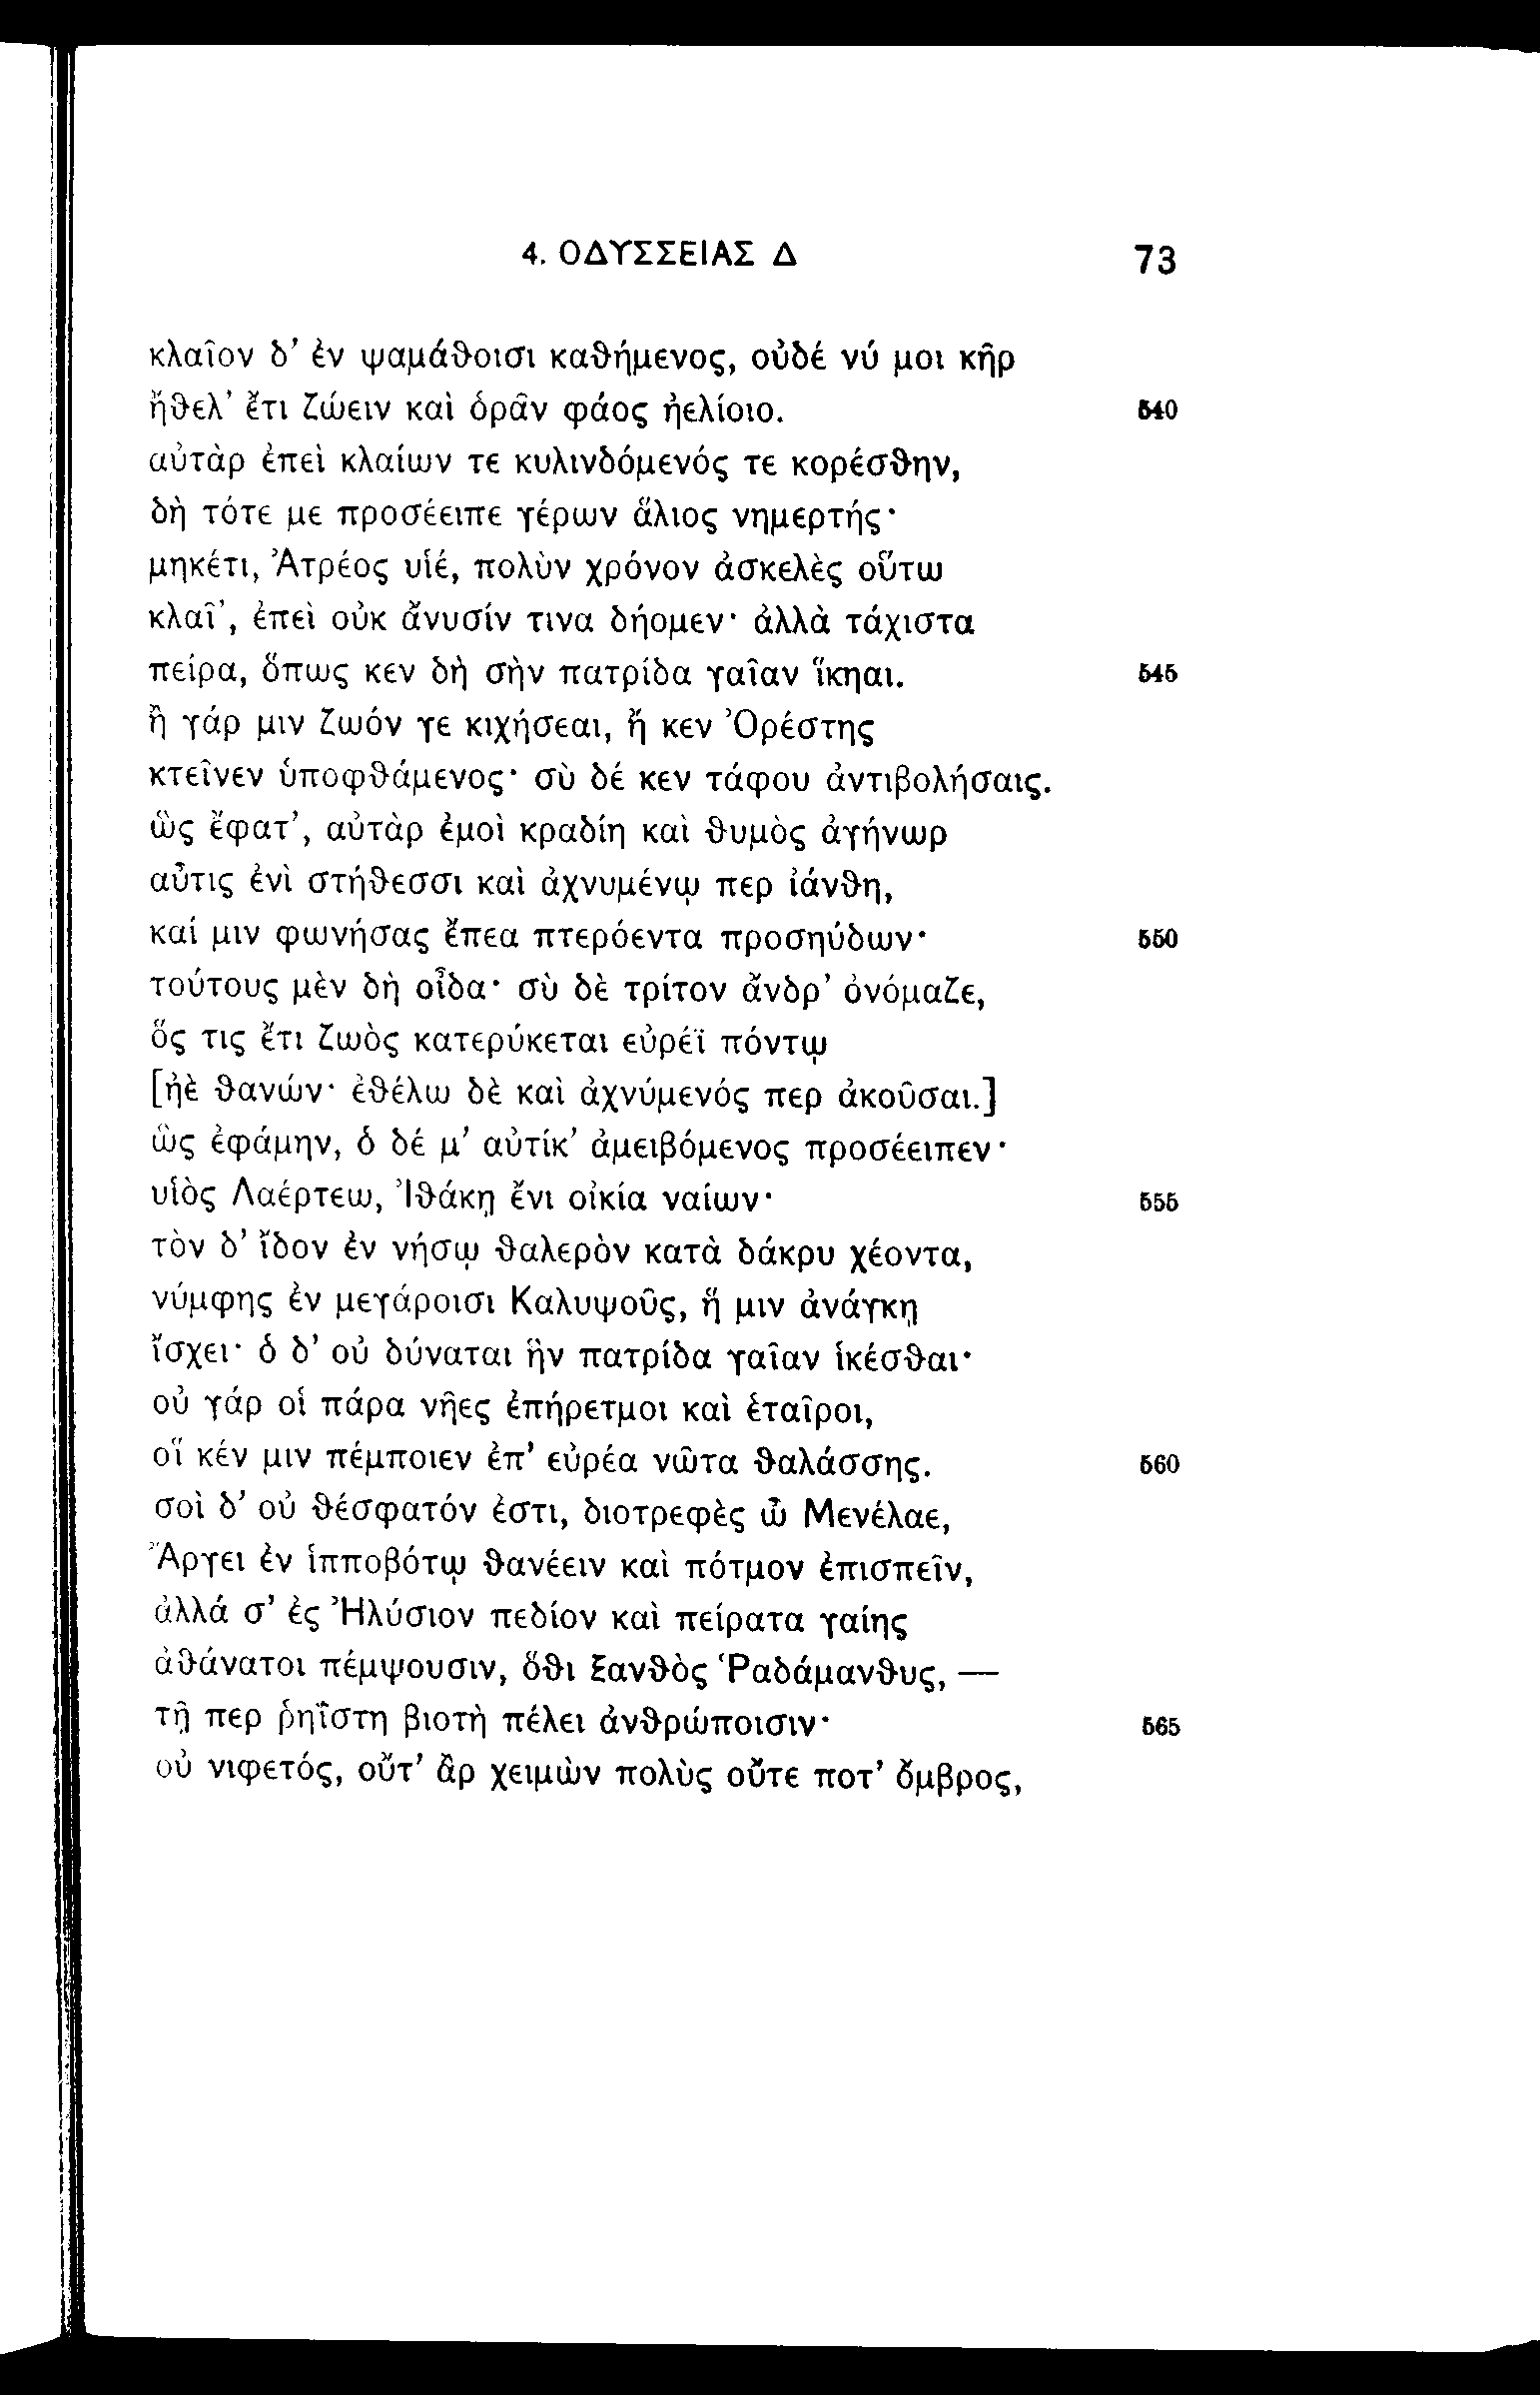 4. ΟΔΥΣΣΕΙΑΣ Δ 73
κλαῖον δ’ ἐν ψαμάϑοισι καϑήμενος, οὐδέ νύ μοι κῆρ
ἤϑελ’ ἔτι ζώειν καὶ ὁρᾶν φάος ἠελίοιο. 540
αὐτὰρ ἐπεὶ κλαίων τε κυλινδόμενός τε κορέσϑην,
δὴ τότε με προσέειπε γέρων ἅλιος νημερτής·
μηκέτι, Ἀτρέος υἱέ, πολὺν χρόνον ἀσκελὲς οὕτω
κλαῖ’, ἐπεὶ οὐκ ἄνυσίν τινα δήομεν· ἀλλὰ τάχιστα
πείρα, ὅπως κεν δὴ σὴν πατρίδα γαῖαν ἵκηαι. 545
ἢ γάρ μιν ζωόν γε κιχήσεαι, ἤ κεν Ὀρέστης
κτεῖνεν ὑποφϑάμενος· σὺ δέ κεν τάφου ἀντιβολήσαις.
ὣς ἔφατ’, αὐτὰρ ἐμοὶ κραδίη καὶ ϑυμὸς ἀγήνωρ
αὖτις ἐνὶ στήϑεσσι καὶ ἀχνυμένῳ περ ἰάνϑη,
καί μιν φωνήσας ἔπεα πτερόεντα προσηύδων· 550
τούτους μὲν δὴ οἶδα· σὺ δὲ τρίτον ἄνδρ’ ὀνόμαζε,
ὅς τις ἔτι ζωὸς κατερύκεται εὐρέϊ πόντῳ
[ἠὲ ϑανών· ἐϑέλω δὲ καὶ ἀχνύμενός περ ἀκοῦσαι.]
ὣς ἐφάμην, ὁ δέ μ’ αὐτίκ’ ἀμειβόμενος προσέειπεν·
υἱὸς Λαέρτεω, Ἰϑάκῃ ἔνι οἰκία ναίων· 555
τὸν δ’ ἴδον ἐν νήσῳ ϑαλερὸν κατὰ δάκρυ χέοντα,
νύμφης ἐν μεγάροισι Καλυψοῦς, ἥ μιν ἀνάγκῃ
ἴσχει· ὁ δ’ οὐ δύναται ἣν πατρίδα γαῖαν ἱκέσϑαι·
οὐ γάρ οἱ πάρα νῆες ἐπήρετμοι καὶ ἑταῖροι,
οἵ κέν μιν πέμποιεν ἐπ’ εὐρέα νῶτα ϑαλάσσης. 560
σοὶ δ’ οὐ ϑέσφατόν ἐστι, διοτρεφὲς ὦ Μενέλαε,
Ἄργει ἐν ἱπποβότῳ ϑανέειν καὶ πότμον ἐπισπεῖν,
ἀλλά σ’ ἐς Ἠλύσιον πεδίον καὶ πείρατα γαίης
ἀϑάνατοι πέμψουσιν, ὅϑι ξανϑὸς Ῥαδάμανϑυς, —
τῇ περ ῥηΐστη βιοτὴ πέλει ἀνϑρώποισιν· 565
οὐ νιφετός, οὔτ’ ἂρ χειμὼν πολὺς οὔτε ποτ’ ὄμβρος,